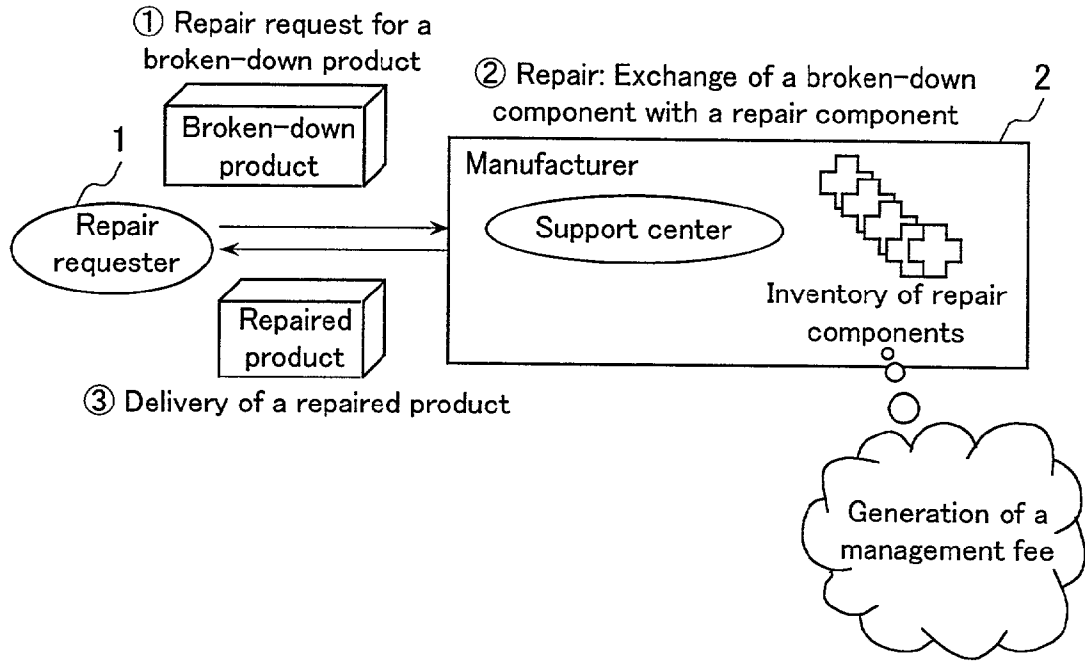 ① Repair request for a
broken-down product
Broken-down
product
② Repair: Exchange of a broken-down
component with a repair component
2
1
Manufacturer
Repair
requester
Support center
Inventory of repair
components
Repaired
product
③ Delivery of a repaired product
Generation of a
management fee